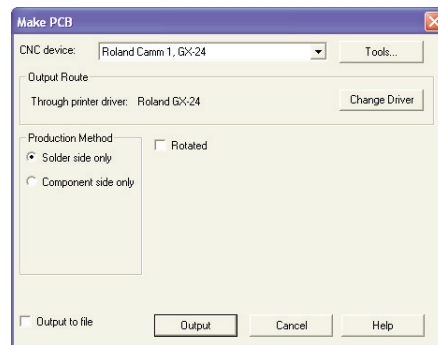 Make PCB
CNC device: Roland Camm 1, GX-24 Tools...
Output Route
Through printer driver: Roland GX-24 Change Driver
Production Method
Solder side only Rotated
Component side only
Output to file Output Cancel Help